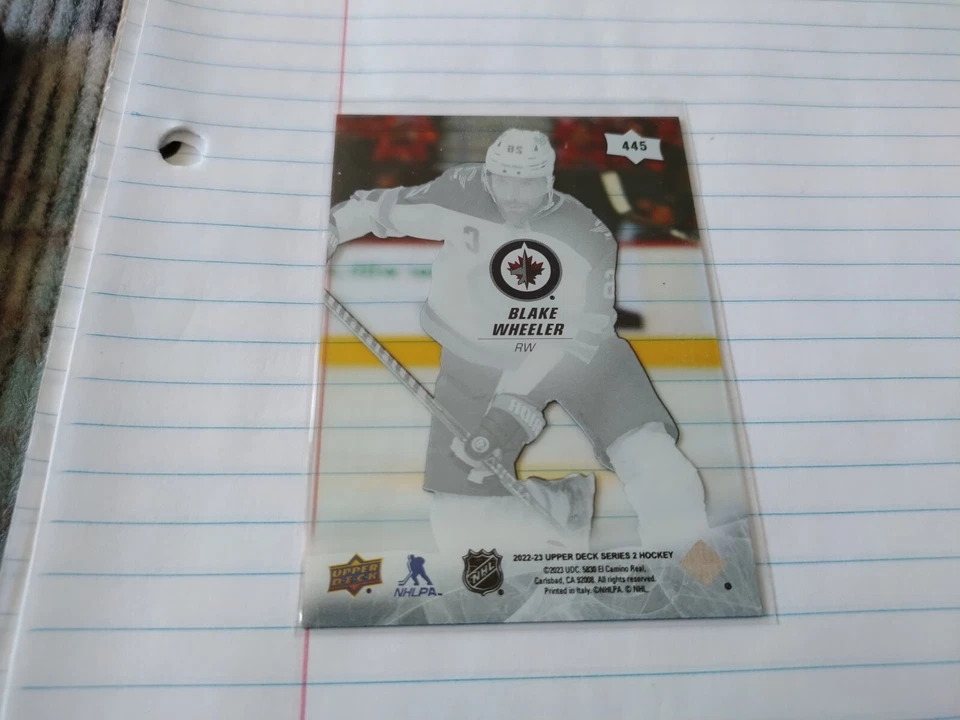 445
BLAKE
WHEELER
RW
2022-23 UPPER DECK SERIES 2 HOCKEY
©2023 UDC. 5830 El Camino Real,
Carlsbad, CA 92008. All rights reserved.
Printed in Italy. ©NHLPA. © NHL.
UPPER
DECK
NHLPA
NHL